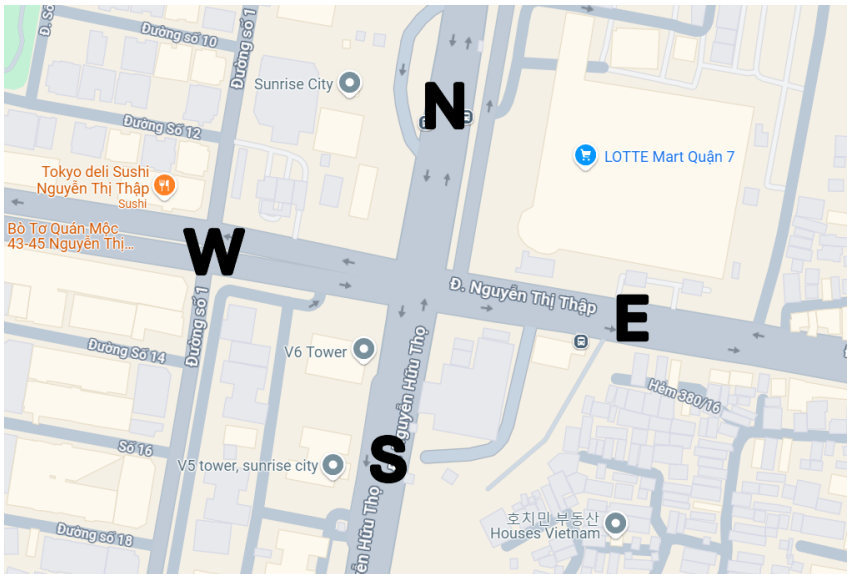 Đ. Số
Đường số 10
Đường số 1
Sunrise City
N
Đường Số 12
LOTTE Mart Quận 7
Tokyo deli Sushi
Nguyễn Thị Thập
Sushi
Bò Tơ Quán Mộc
43-45 Nguyễn Thị...
W
Đ. Nguyễn Thị Thập
E
Đường số 1
Đường Số 14
V6 Tower
Nguyễn Hữu Thọ
Hẻm 380/16
Số 16
V5 tower, sunrise city
S
yễn Hữu Thọ
호치민 부동산
Houses Vietnam
Đường số 18